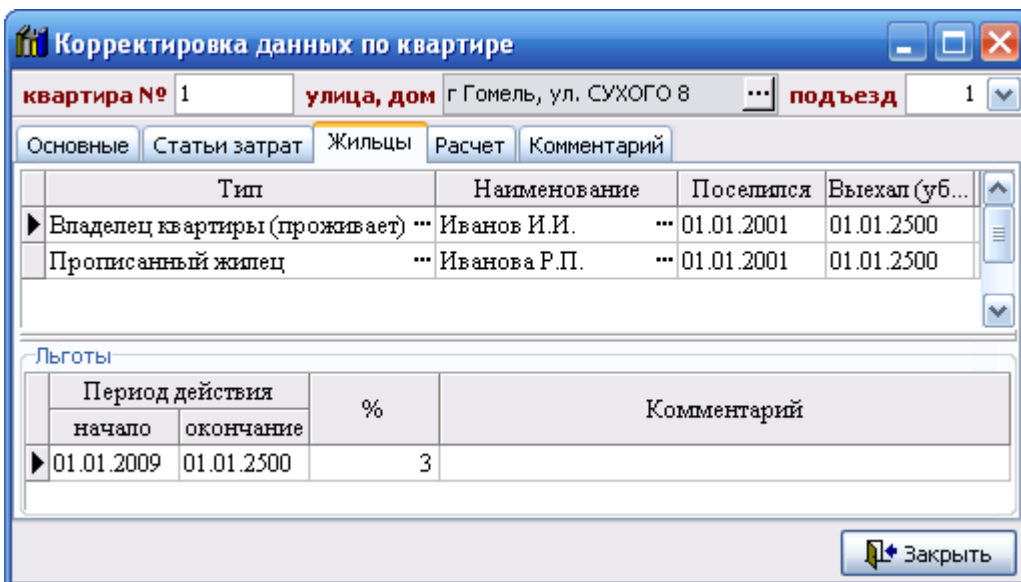 Корректировка данных по квартире
квартира № 1 улица, дом г Гомель, ул. СУХОГО 8 ... подъезд 1
Основные Статьи затрат Жильцы Расчет Комментарий
Тип Наименование Поселился Выехал (уб...
Владелец квартиры (проживает) ... Иванов И.И. ... 01.01.2001 01.01.2500
Прописанный жилец ... Иванова Р.П. ... 01.01.2001 01.01.2500
Льготы
Период действия % Комментарий
начало окончание
01.01.2009 01.01.2500 3
Закрыть